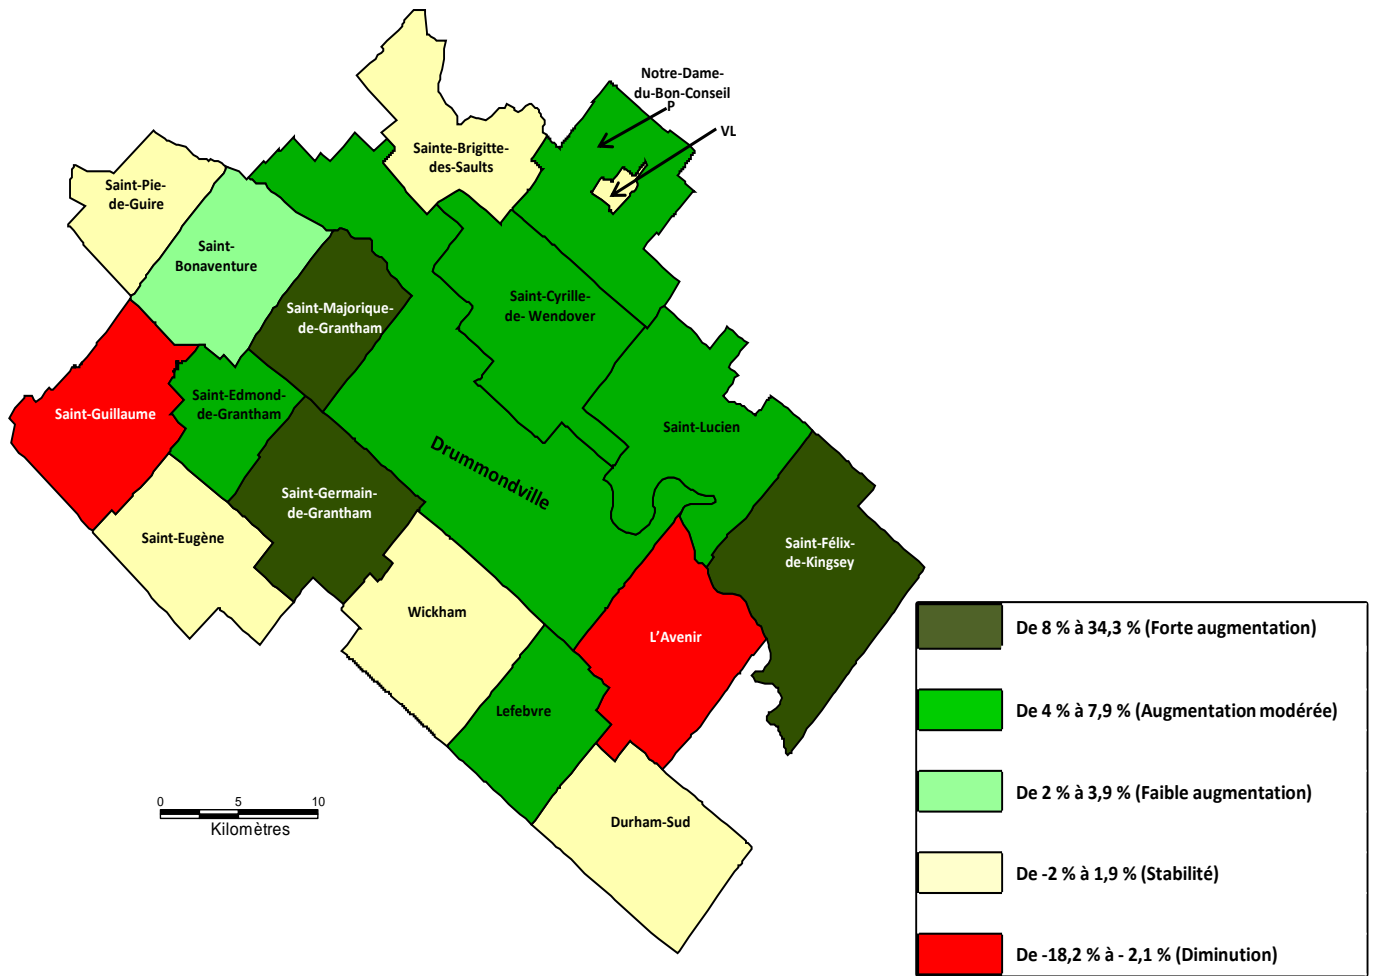 Notre-Dame-
du-Bon-Conseil
P
VL
Sainte-Brigitte-
des-Saults
Saint-Pie-
de-Guire
Saint-
Bonaventure
Saint-Majorique-
de-Grantham
Saint-Cyrille-
de- Wendover
Saint-Guillaume
Saint-Edmond-
de-Grantham
Saint-Lucien
Drummondville
Saint-Germain-
de-Grantham
Saint-Eugène
Saint-Félix-
de-Kingsey
Wickham
L'Avenir
Lefebvre
Durham-Sud
0 5 10
Kilomètres
De 8 % à 34,3 % (Forte augmentation)
De 4 % à 7,9 % (Augmentation modérée)
De 2 % à 3,9 % (Faible augmentation)
De -2 % à 1,9 % (Stabilité)
De -18,2 % à - 2,1 % (Diminution)